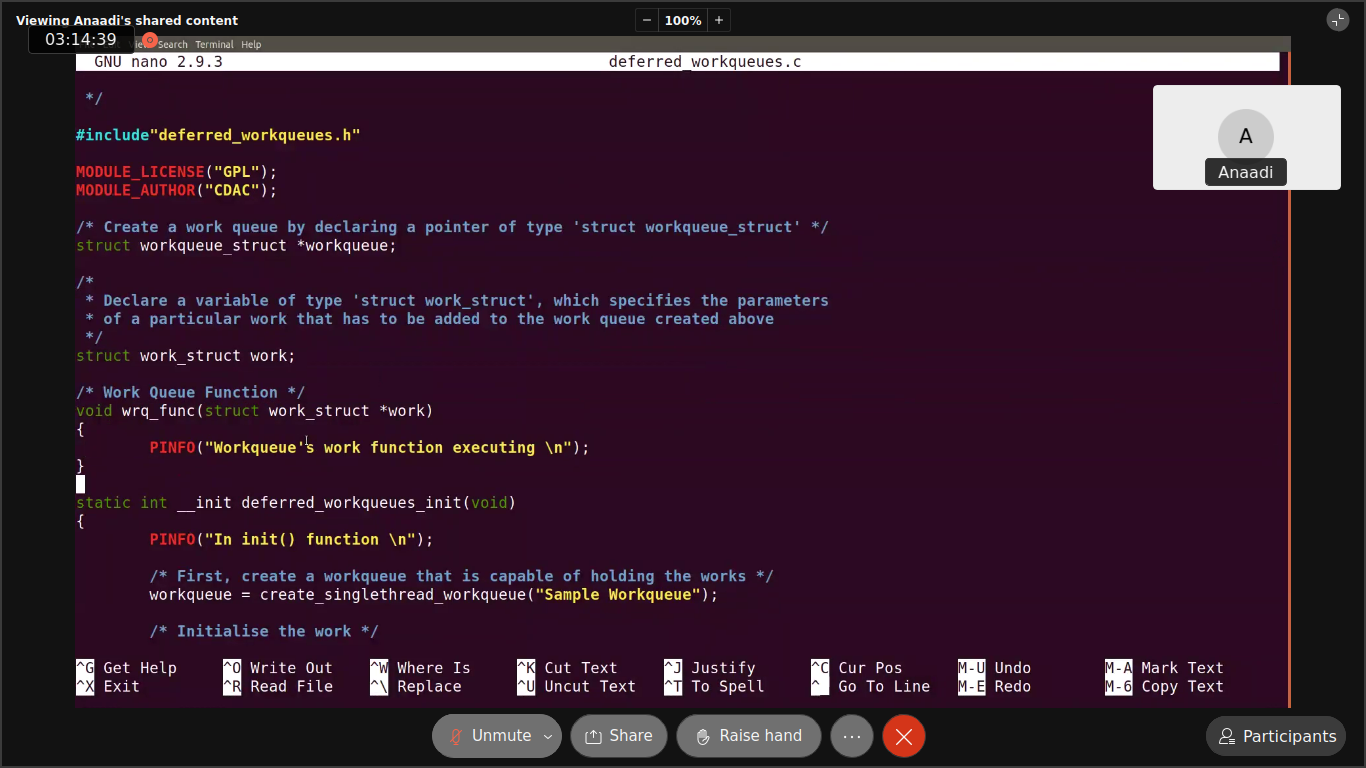 Viewing Anaadi's shared content
− 100% +
03:14:39
View Search Terminal Help
GNU nano 2.9.3 deferred_workqueues.c
*/
#include"deferred_workqueues.h"
MODULE_LICENSE("GPL");
MODULE_AUTHOR("CDAC");
/* Create a work queue by declaring a pointer of type 'struct workqueue_struct' */
struct workqueue_struct *workqueue;
/*
* Declare a variable of type 'struct work_struct', which specifies the parameters
* of a particular work that has to be added to the work queue created above
*/
struct work_struct work;
/* Work Queue Function */
void wrq_func(struct work_struct *work)
{
PINFO("Workqueue's work function executing \n");
}
static int __init deferred_workqueues_init(void)
{
PINFO("In init() function \n");
/* First, create a workqueue that is capable of holding the works */
workqueue = create_singlethread_workqueue("Sample Workqueue");
/* Initialise the work */
^G Get Help ^O Write Out ^W Where Is ^K Cut Text ^J Justify ^C Cur Pos M-U Undo M-A Mark Text
^X Exit ^R Read File ^\ Replace ^U Uncut Text ^T To Spell ^_ Go To Line M-E Redo M-6 Copy Text
A
Anaadi
Unmute Share Raise hand ... Participants